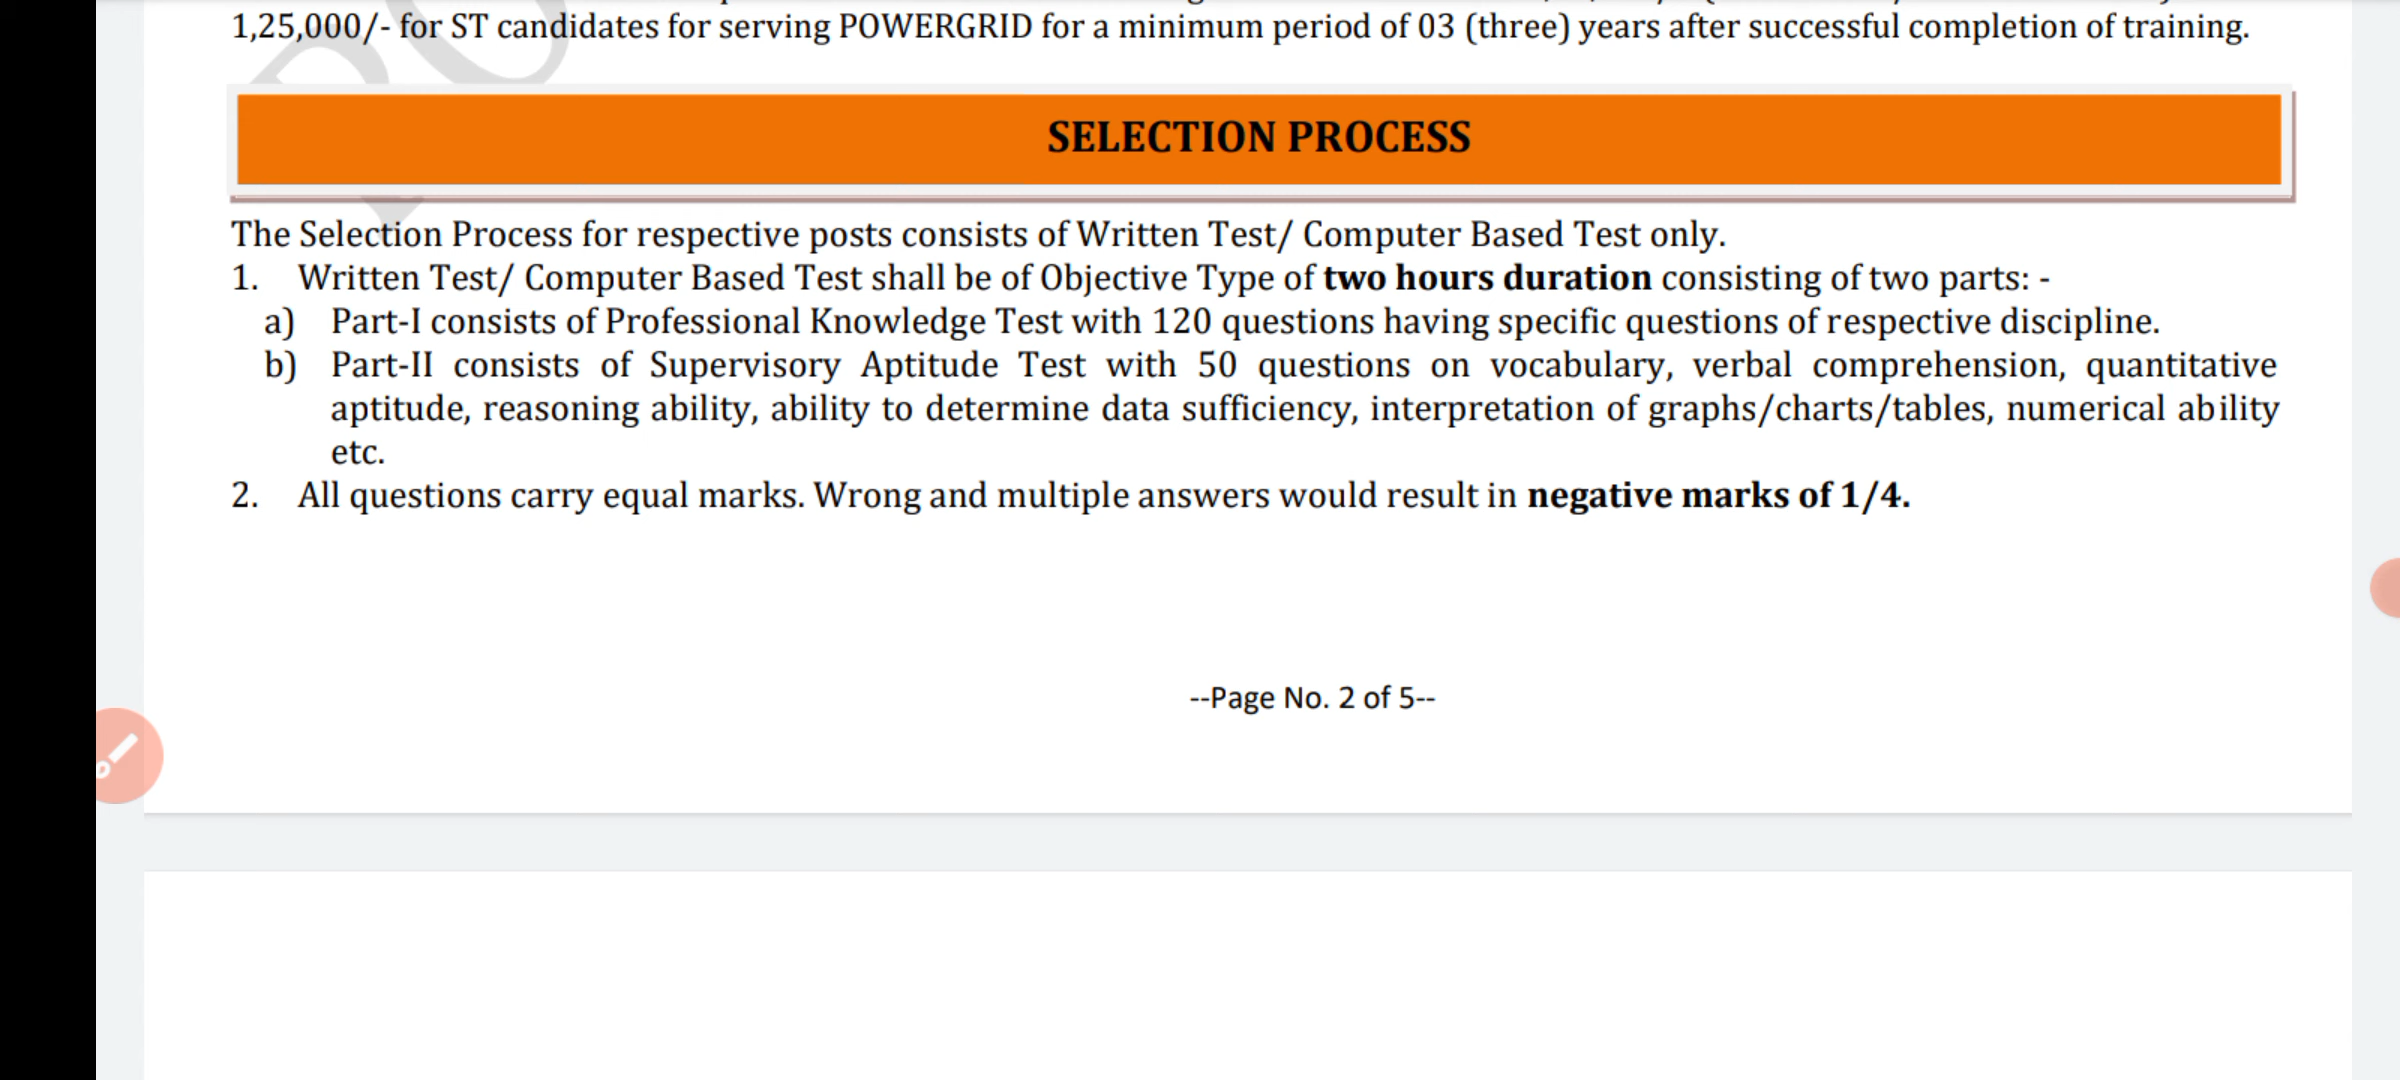 1,25,000/- for ST candidates for serving POWERGRID for a minimum period of 03 (three) years after successful completion of training.
SELECTION PROCESS
The Selection Process for respective posts consists of Written Test/ Computer Based Test only.
1. Written Test/ Computer Based Test shall be of Objective Type of two hours duration consisting of two parts: -
a) Part-I consists of Professional Knowledge Test with 120 questions having specific questions of respective discipline.
b) Part-II consists of Supervisory Aptitude Test with 50 questions on vocabulary, verbal comprehension, quantitative
aptitude, reasoning ability, ability to determine data sufficiency, interpretation of graphs/charts/tables, numerical ability
etc.
2. All questions carry equal marks. Wrong and multiple answers would result in negative marks of 1/4.
--Page No. 2 of 5--